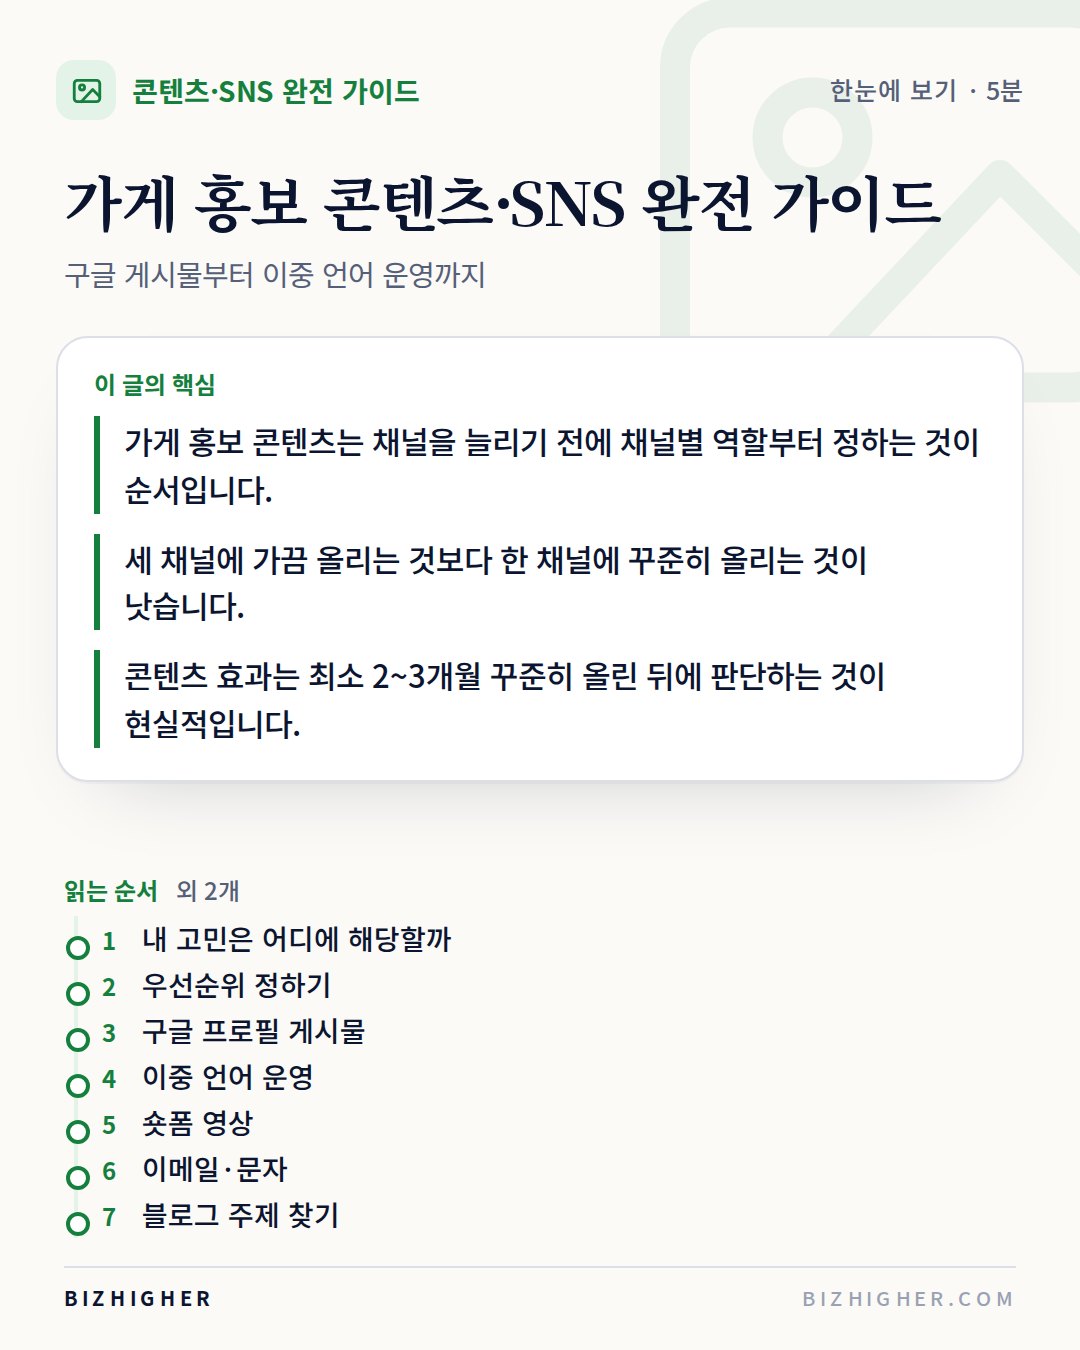 콘텐츠·SNS 완전 가이드
한눈에 보기 · 5분
가게 홍보 콘텐츠·SNS 완전 가이드
구글 게시물부터 이중 언어 운영까지
이 글의 핵심
가게 홍보 콘텐츠는 채널을 늘리기 전에 채널별 역할부터 정하는 것이
순서입니다.
세 채널에 가끔 올리는 것보다 한 채널에 꾸준히 올리는 것이
낫습니다.
콘텐츠 효과는 최소 2~3개월 꾸준히 올린 뒤에 판단하는 것이
현실적입니다.
읽는 순서 외 2개
1 내 고민은 어디에 해당할까
2 우선순위 정하기
3 구글 프로필 게시물
4 이중 언어 운영
5 숏폼 영상
6 이메일·문자
7 블로그 주제 찾기
BIZHIGHER
BIZHIGHER.COM